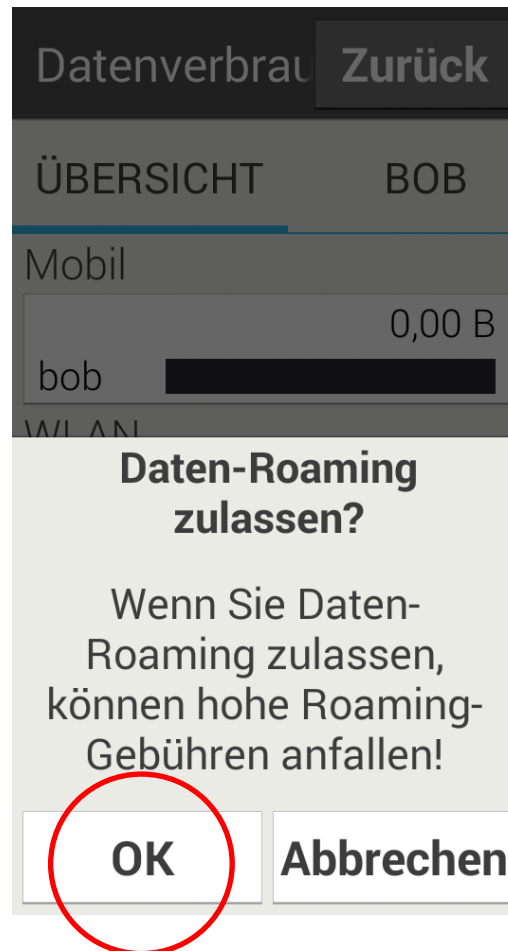 Datenverbrau Zurück
ÜBERSICHT BOB
Mobil
0,00 B
bob
WLAN
Daten-Roaming
zulassen?
Wenn Sie Daten-
Roaming zulassen,
können hohe Roaming-
Gebühren anfallen!
OK Abbrechen